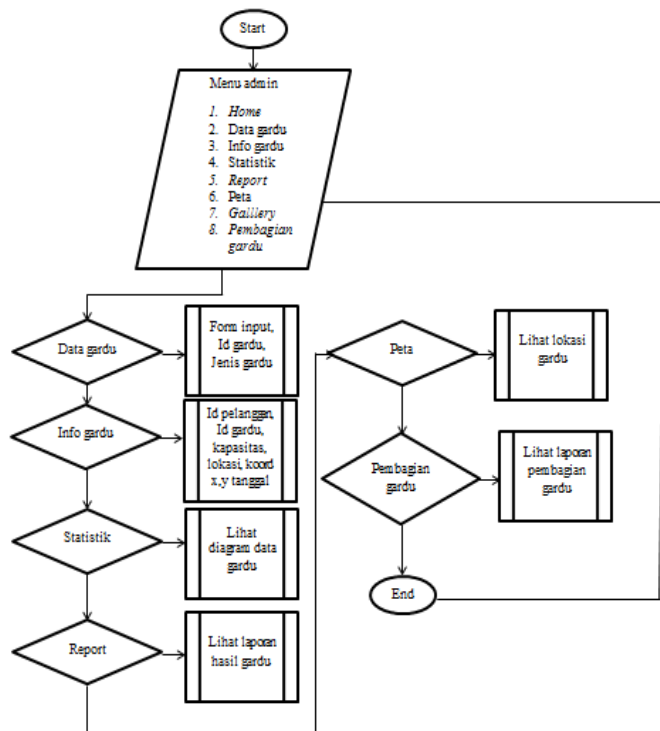 Start
Menu admin
1. Home
2. Data gardu
3. Info gardu
4. Statistik
5. Report
6. Peta
7. Galllery
8. Pembagian
gardu
Data gardu
Form input,
Id gardu,
Jenis gardu
Info gardu
Id pelanggan,
Id gardu,
kapasitas,
lokasi, koord
x,y tanggal
Statistik
Lihat
diagram data
gardu
Report
Lihat laporan
hasil gardu
Peta
Lihat lokasi
gardu
Pembagian
gardu
Lihat laporan
pembagian
gardu
End